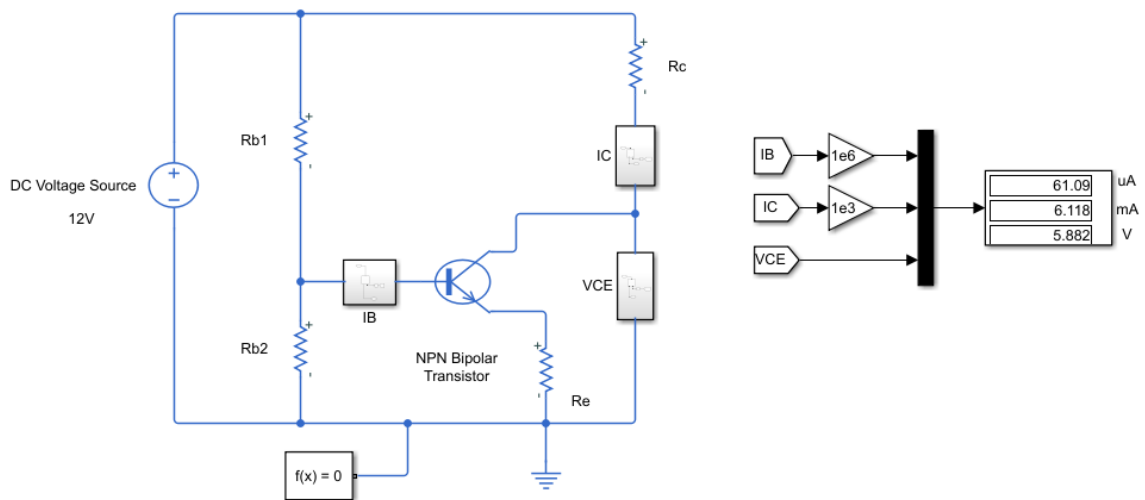 DC Voltage Source
12V
Rb1
Rb2
IB
NPN Bipolar
Transistor
Re
Rc
IC
VCE
f(x) = 0
IB
1e6
IC
1e3
VCE
61.09
uA
6.118
mA
5.882
V